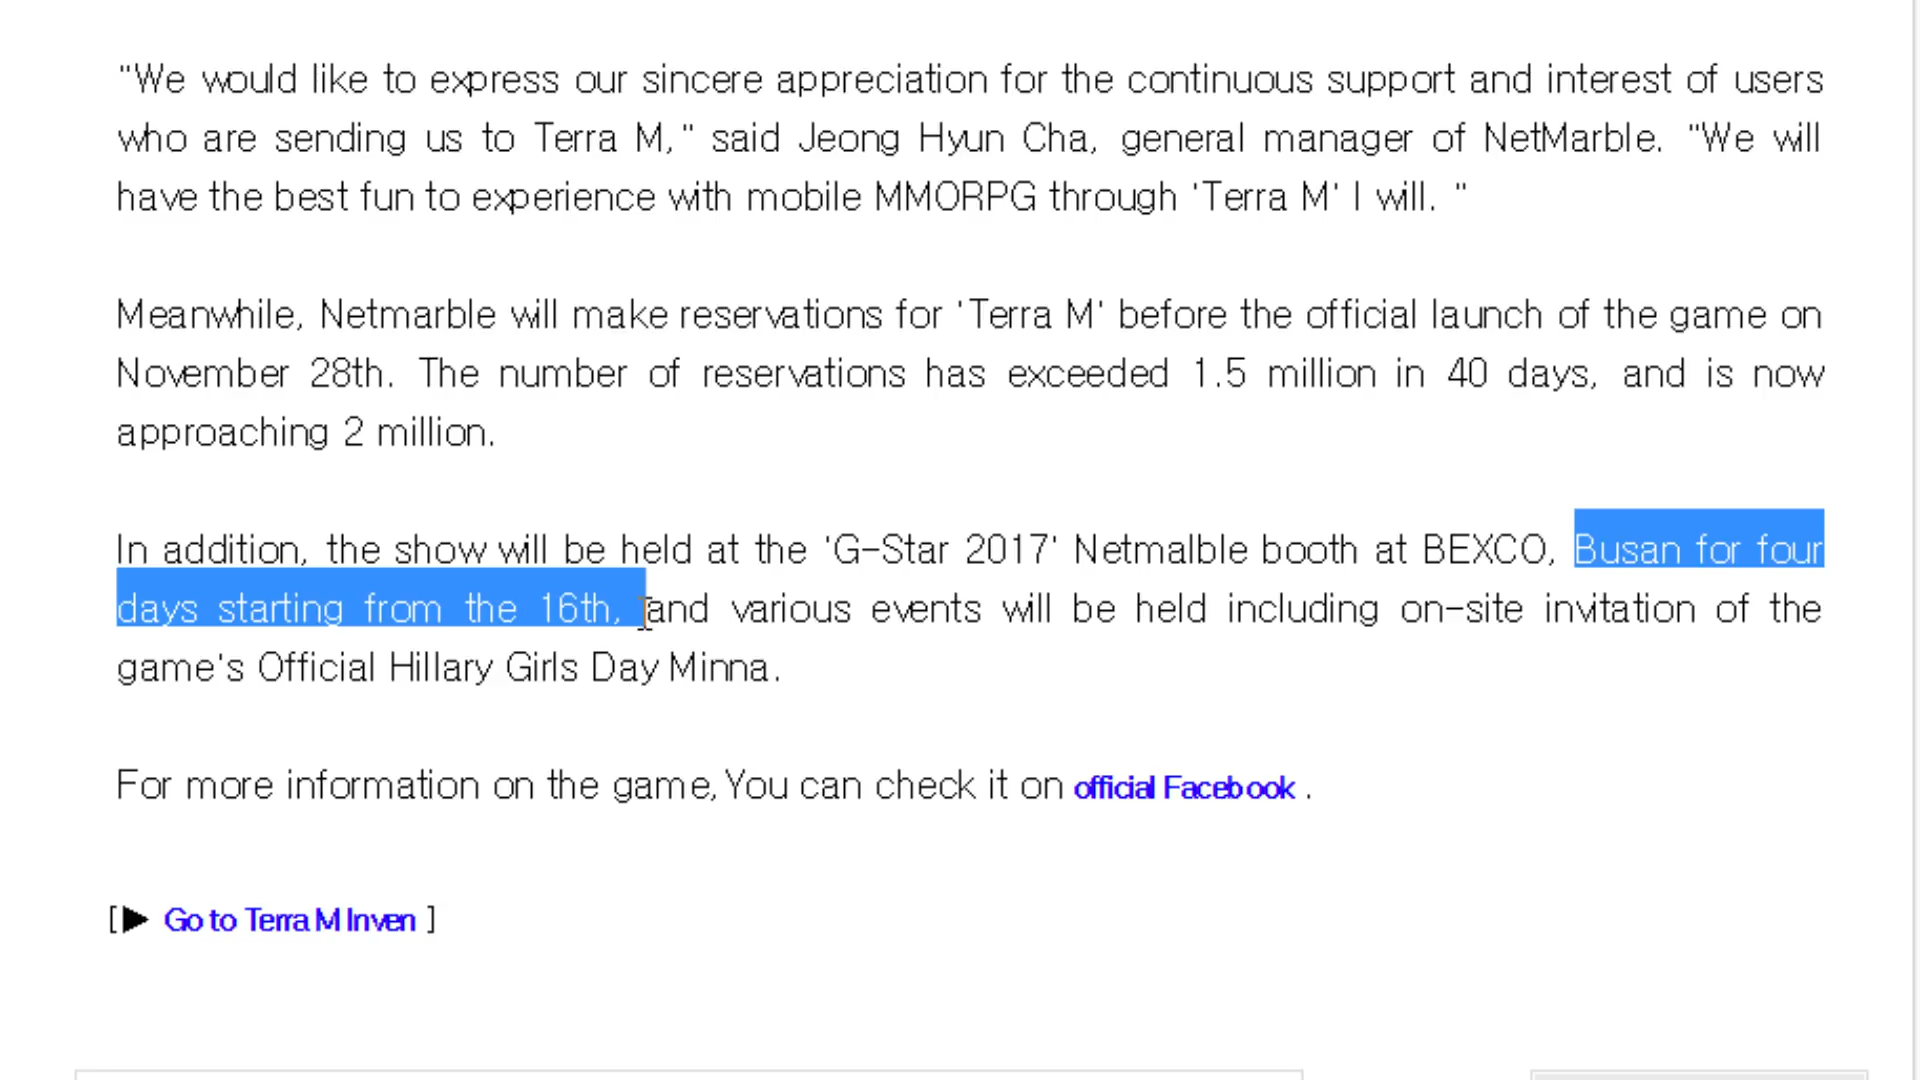 "We would like to express our sincere appreciation for the continuous support and interest of users
who are sending us to Terra M," said Jeong Hyun Cha, general manager of NetMarble. "We will
have the best fun to experience with mobile MMORPG through 'Terra M' I will. "
Meanwhile, Netmarble will make reservations for 'Terra M' before the official launch of the game on
November 28th. The number of reservations has exceeded 1.5 million in 40 days, and is now
approaching 2 million.
In addition, the show will be held at the 'G-Star 2017' Netmalble booth at BEXCO, Busan for four
days starting from the 16th, and various events will be held including on-site invitation of the
game's Official Hillary Girls Day Minna.
For more information on the game, You can check it on official Facebook .
[▶ Go to Terra M Inven ]